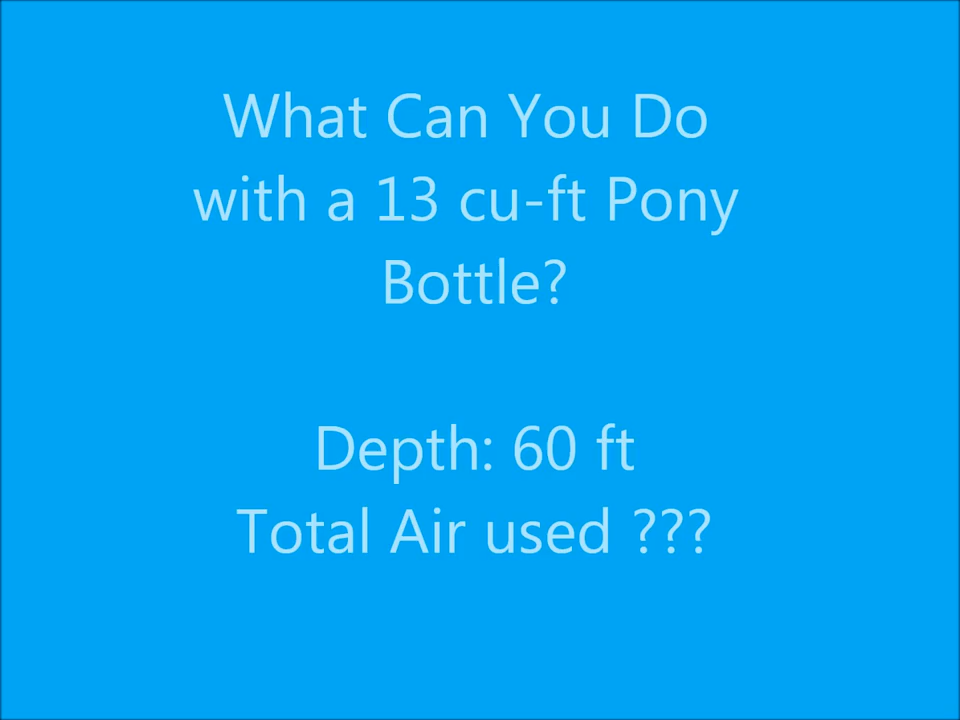 What Can You Do
with a 13 cu-ft Pony
Bottle?
Depth: 60 ft
Total Air used ???